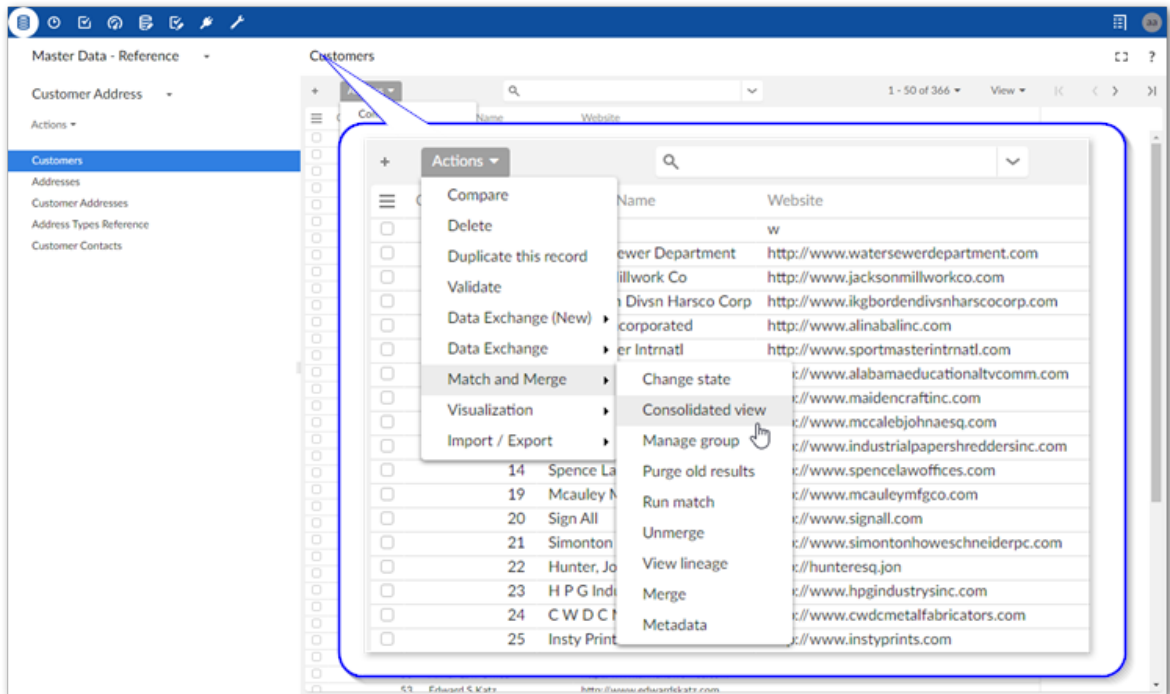 Master Data - Reference
Customers
?
Customer Address
+
1 - 50 of 366
View
Actions
Name
Website
Customers
Addresses
Customer Addresses
Address Types Reference
Customer Contacts
+ Actions
Name Website
Compare
w
Delete
ewer Department http://www.watersewerdepartment.com
Duplicate this record
illwork Co http://www.jacksonmillworkco.com
Validate
Divsn Harsco Corp http://www.ikgbordendivsnharscocorp.com
Data Exchange (New)
corporated http://www.alinabalinc.com
Data Exchange
er Intrnatl http://www.sportmasterintrnatl.com
Match and Merge
Change state
://www.alabamaeducationaltvcomm.com
://www.maidencraftinc.com
Visualization
Consolidated view
://www.mccalebjohnaesq.com
Import / Export
Manage group
://www.industrialpapershreddersinc.com
14 Spence La
Purge old results
://www.spencelawoffices.com
19 Mcauley M
Run match
://www.mcauleymfgco.com
20 Sign All
://www.signall.com
Unmerge
21 Simonton
://www.simontonhoweschneiderpc.com
22 Hunter, Jo
View lineage
://hunteresq.jon
23 H P G Indu
Merge
://www.hpgindustrysinc.com
24 C W D C M
://www.cwdcmetalfabricators.com
Metadata
25 Insty Print
://www.instyprints.com
53 Edward S Katz http://www.edwardskatz.com